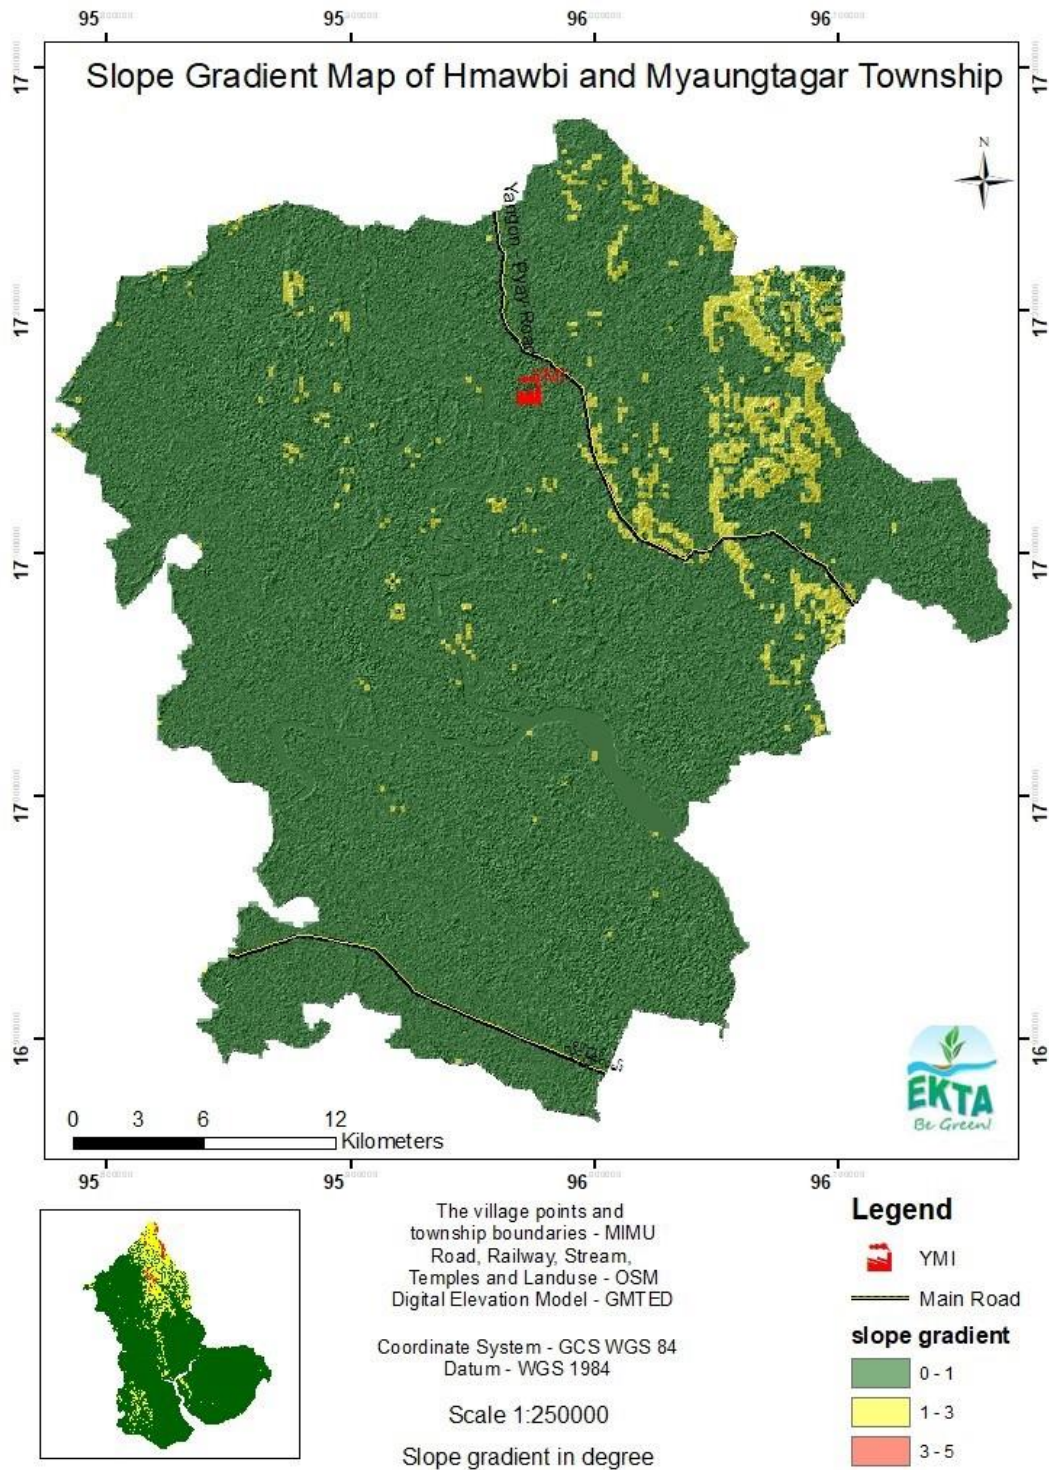 95 95 96 96
Slope Gradient Map of Hmawbi and Myaungtagar Township
N
17 17
17 17
17 17
17 17
16 16
Yangon Pyay Road
YMI
EKTA
Be Green!
0 3 6 12
Kilometers
95 95 96 96
The village points and
township boundaries - MIMU
Road, Railway, Stream,
Temples and Landuse - OSM
Digital Elevation Model - GMTED
Coordinate System - GCS WGS 84
Datum - WGS 1984
Scale 1:250000
Slope gradient in degree
Legend
YMI
Main Road
slope gradient
0 - 1
1 - 3
3 - 5